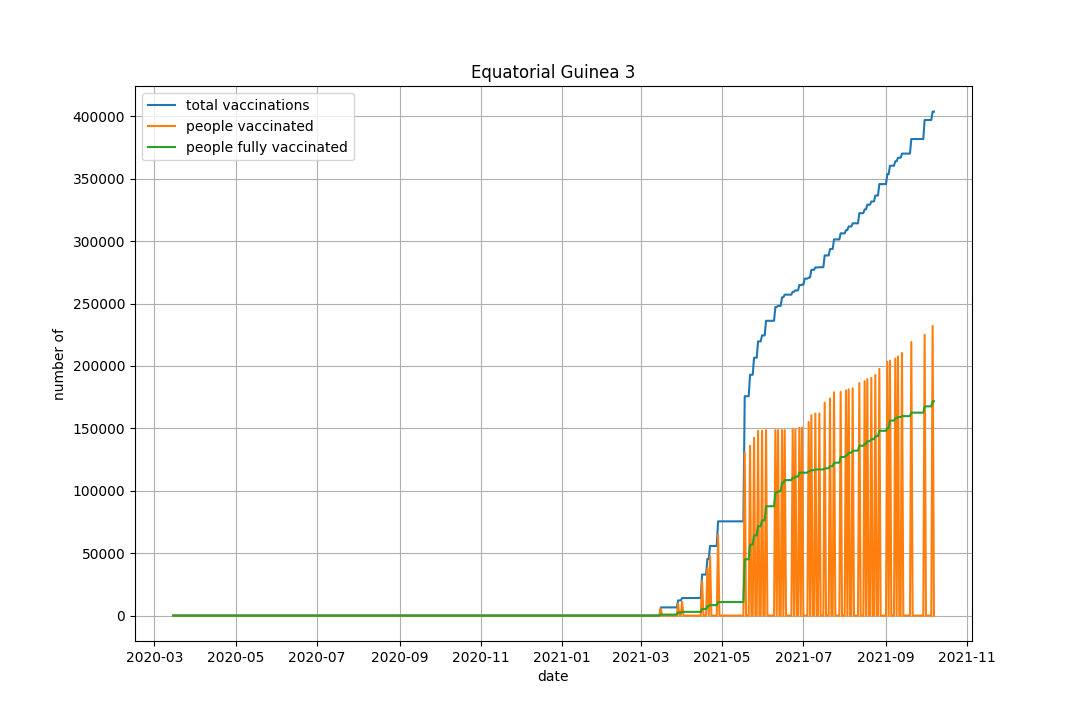 Equatorial Guinea 3
total vaccinations
people vaccinated
people fully vaccinated
number of
400000
350000
300000
250000
200000
150000
100000
50000
0
2020-03 2020-05 2020-07 2020-09 2020-11 2021-01 2021-03 2021-05 2021-07 2021-09 2021-11
date